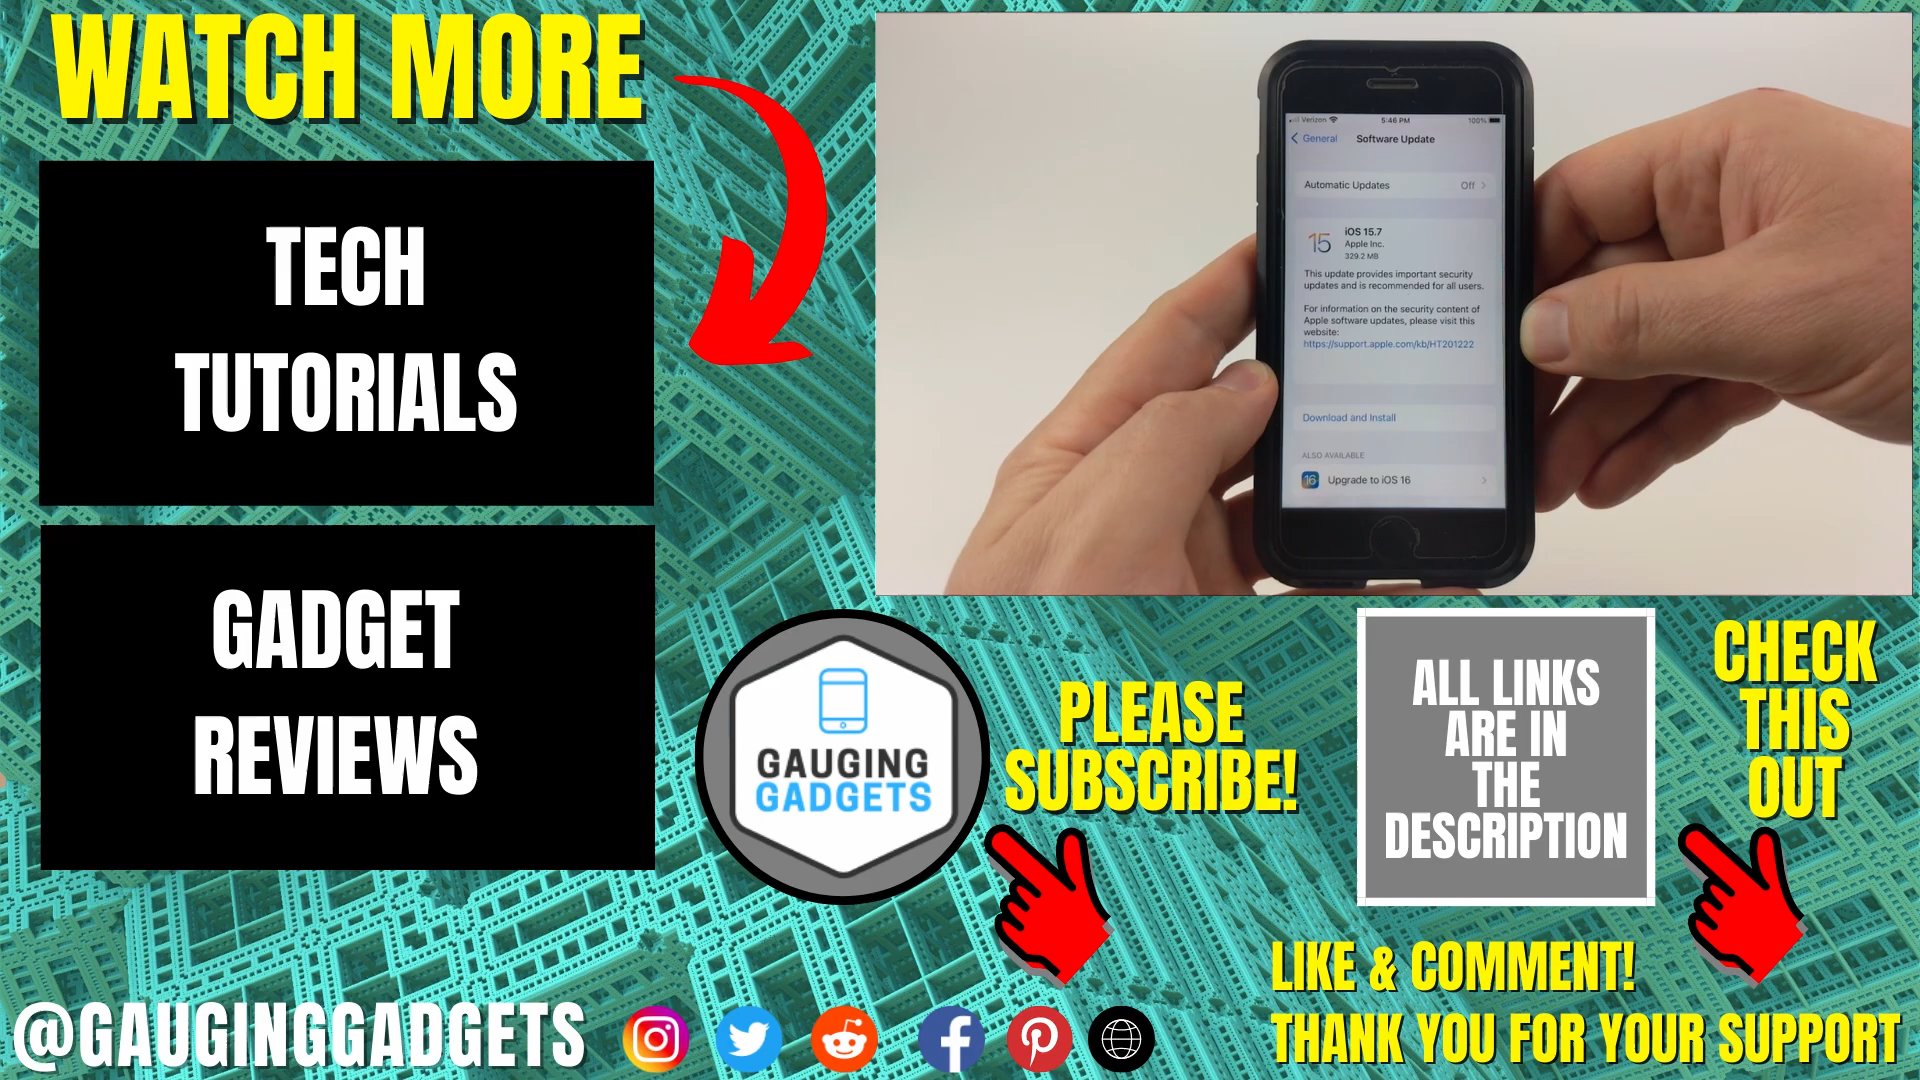 WATCH MORE
TECH
TUTORIALS
GADGET
REVIEWS
Verizon 5:46 PM 100%
General Software Update
Automatic Updates Off
15
iOS 15.7
Apple Inc.
329.2 MB
This update provides important security
updates and is recommended for all users.
For information on the security content of
Apple software updates, please visit this
website:
https://support.apple.com/kb/HT201222
Download and Install
ALSO AVAILABLE
16 Upgrade to iOS 16
GAUGING
GADGETS
PLEASE
SUBSCRIBE!
ALL LINKS
ARE IN
THE
DESCRIPTION
CHECK
THIS
OUT
LIKE & COMMENT!
THANK YOU FOR YOUR SUPPORT
@GAUGINGGADGETS